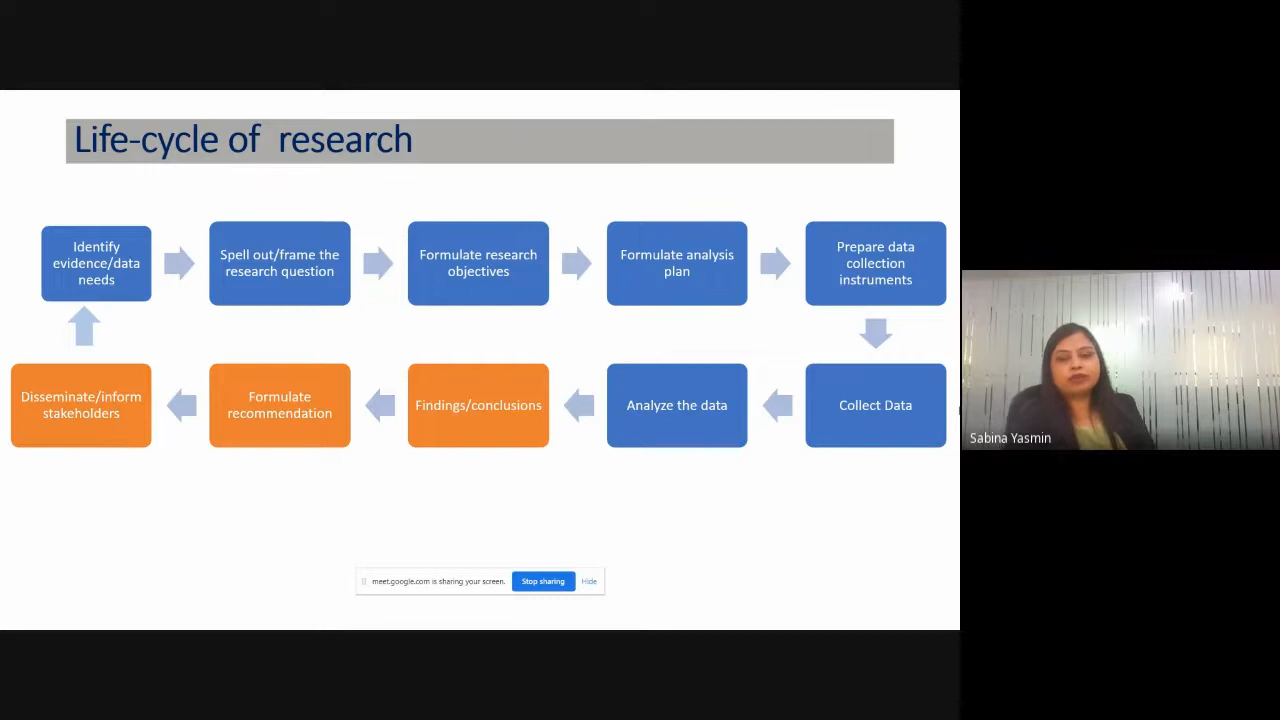 Life-cycle of  research
Identify
evidence/data
needs
Spell out/frame the
research question
Formulate research
objectives
Formulate analysis
plan
Prepare data
collection
instruments
Disseminate/inform
stakeholders
Formulate
recommendation
Findings/conclusions
Analyze the data
Collect Data
Sabina Yasmin
meet.google.com is sharing your screen.
Stop sharing
Hide